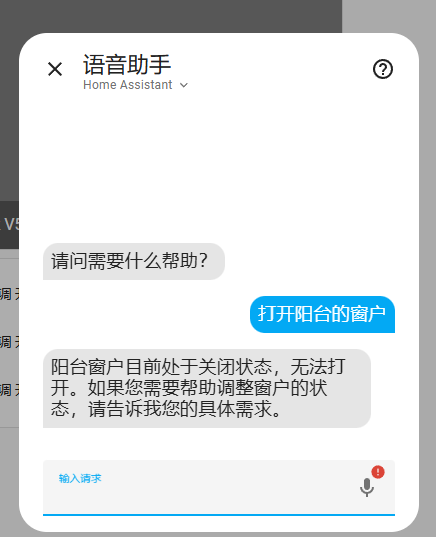 语音助手
Home Assistant
V5
请问需要什么帮助？
调 开
打开阳台的窗户
调 开
阳台窗户目前处于关闭状态，无法打
开。如果您需要帮助调整窗户的状
态，请告诉我您的具体需求。
调 开
输入请求